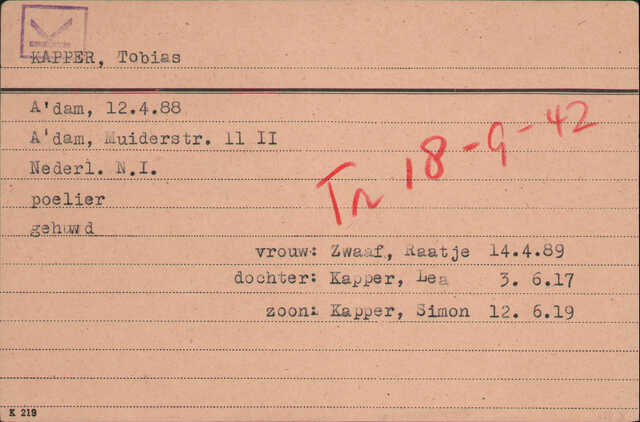 KAPPER, Tobias
A'dam, 12.4.88
A'dam, Muiderstr. 11 II
Nederl. N.I.
poelier
gehuwd
Tr 18-9-42
vrouw: Zwaaf, Raatje 14.4.89
dochter: Kapper, Lea 3. 6.17
zoon: Kapper, Simon 12. 6.19
K 219